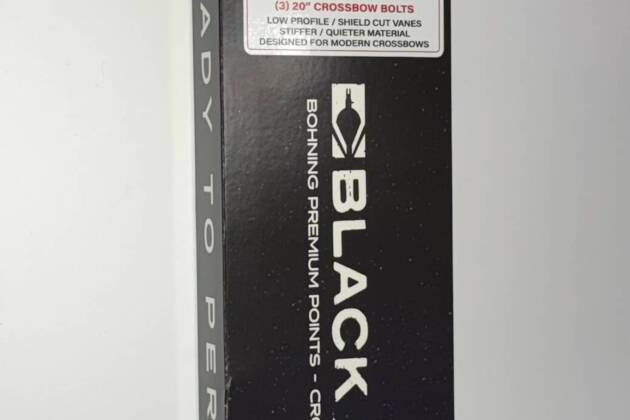 (3) 20" CROSSBOW BOLTS
LOW PROFILE / SHIELD CUT VANES
STIFFER / QUIETER MATERIAL
DESIGNED FOR MODERN CROSSBOWS
BLACK
BOHNING PREMIUM POINTS - CR
ADY TO PER